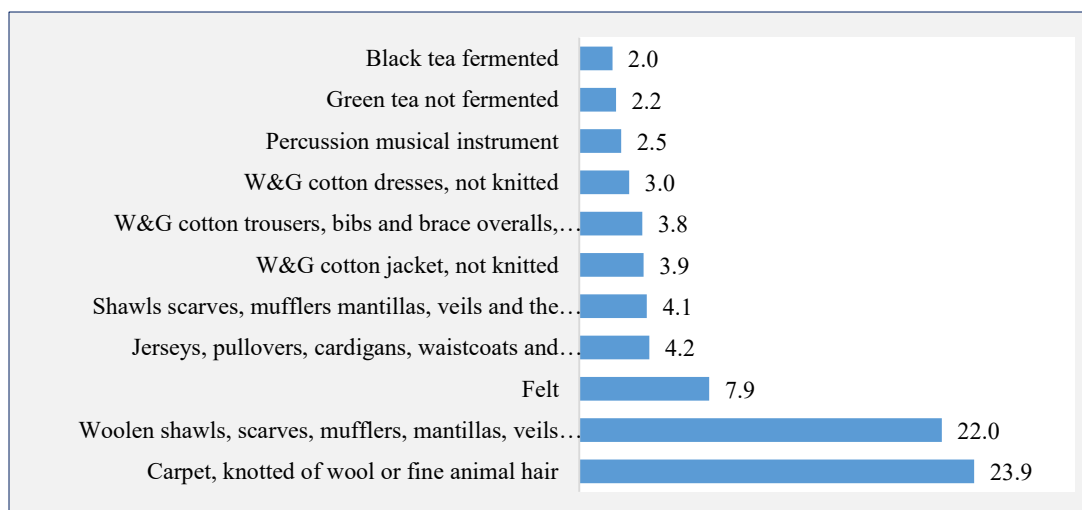 Black tea fermented 2.0
Green tea not fermented 2.2
Percussion musical instrument 2.5
W&G cotton dresses, not knitted 3.0
W&G cotton trousers, bibs and brace overalls,… 3.8
W&G cotton jacket, not knitted 3.9
Shawls scarves, mufflers mantillas, veils and the… 4.1
Jerseys, pullovers, cardigans, waistcoats and… 4.2
Felt 7.9
Woolen shawls, scarves, mufflers, mantillas, veils… 22.0
Carpet, knotted of wool or fine animal hair 23.9